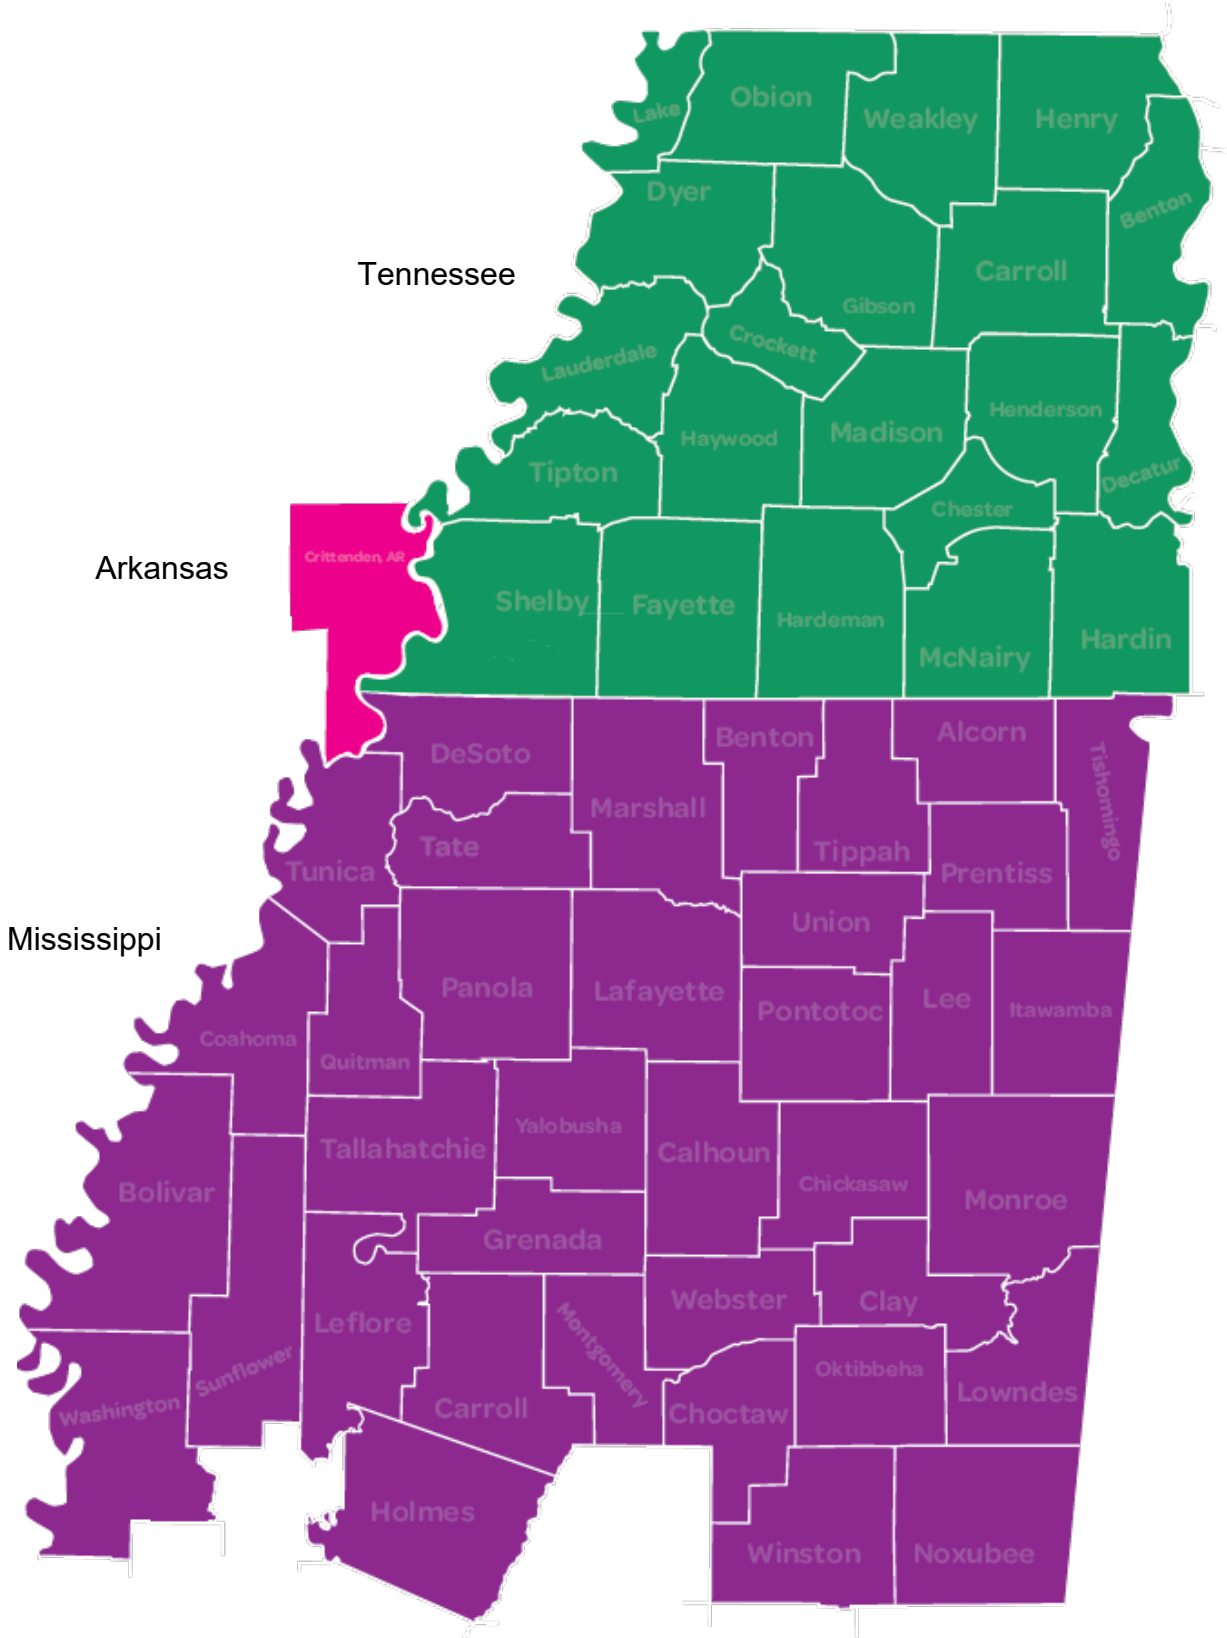 Lake
Obion
Weakley
Henry
Dyer
Benton
Tennessee
Carroll
Gibson
Crockett
Lauderdale
Henderson
Haywood
Madison
Tipton
Decatur
Chester
Crittenden, AR
Arkansas
Shelby
Fayette
Hardeman
McNairy
Hardin
DeSoto
Benton
Alcorn
Tishomingo
Marshall
Tate
Tippah
Tunica
Prentiss
Union
Mississippi
Panola
Lafayette
Pontotoc
Lee
Itawamba
Coahoma
Quitman
Yalobusha
Tallahatchie
Calhoun
Chickasaw
Bolivar
Monroe
Grenada
Webster
Clay
Leflore
Montgomery
Sunflower
Oktibbeha
Lowndes
Washington
Carroll
Choctaw
Holmes
Winston
Noxubee